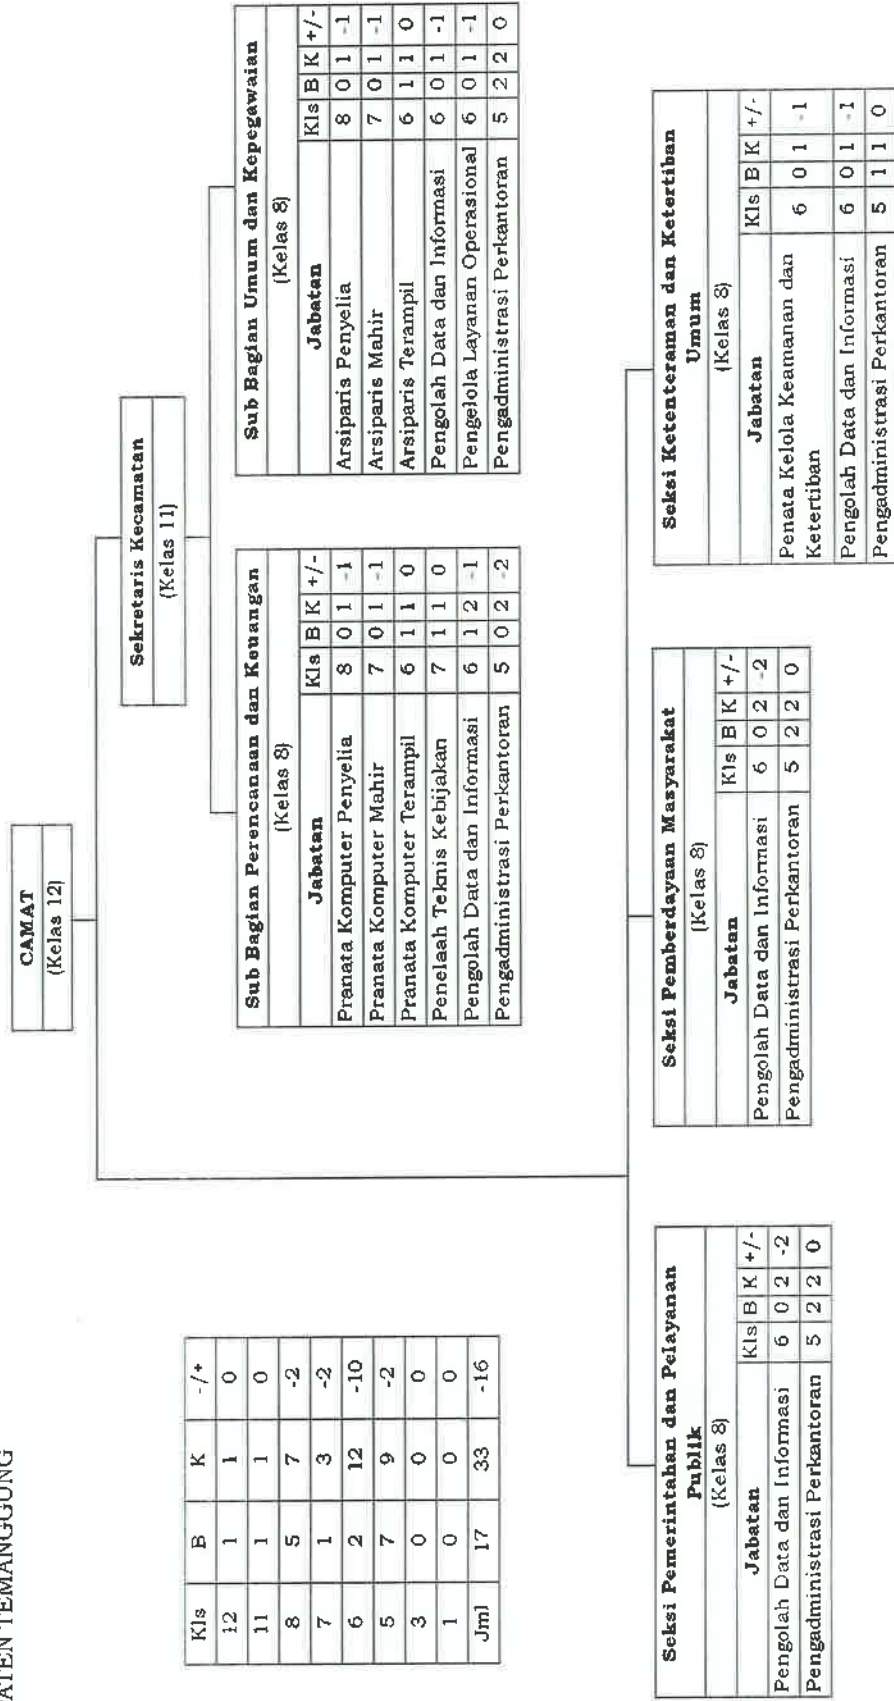 ATEN TEMANGGUNG
CAMAT
(Kelas 12)
Sekretaris Kecamatan
(Kelas 11)
Kls B K -/+
12 1 1 0
11 1 1 0
8 5 7 -2
7 1 3 -2
6 2 12 -10
5 7 9 -2
3 0 0 0
1 0 0 0
Jml 17 33 -16
Sub Bagian Perencanaan dan Keuangan
(Kelas 8)
Jabatan Kls B K +/-
Pranata Komputer Penyelia 8 0 1 -1
Pranata Komputer Mahir 7 0 1 -1
Pranata Komputer Terampil 6 1 1 0
Penelaah Teknis Kebijakan 7 1 1 0
Pengolah Data dan Informasi 6 1 2 -1
Pengadministrasi Perkantoran 5 0 2 -2
Sub Bagian Umum dan Kepegawaian
(Kelas 8)
Jabatan Kls B K +/-
Arsiparis Penyelia 8 0 1 -1
Arsiparis Mahir 7 0 1 -1
Arsiparis Terampil 6 1 1 0
Pengolah Data dan Informasi 6 0 1 -1
Pengelola Layanan Operasional 6 0 1 -1
Pengadministrasi Perkantoran 5 2 2 0
Seksi Pemerintahan dan Pelayanan
Publik
(Kelas 8)
Jabatan Kls B K +/-
Pengolah Data dan Informasi 6 0 2 -2
Pengadministrasi Perkantoran 5 2 2 0
Seksi Pemberdayaan Masyarakat
(Kelas 8)
Jabatan Kls B K +/-
Pengolah Data dan Informasi 6 0 2 -2
Pengadministrasi Perkantoran 5 2 2 0
Seksi Ketenteraman dan Ketertiban
Umum
(Kelas 8)
Jabatan Kls B K +/-
Penata Kelola Keamanan dan
Ketertiban 6 0 1 -1
Pengolah Data dan Informasi 6 0 1 -1
Pengadministrasi Perkantoran 5 1 1 0